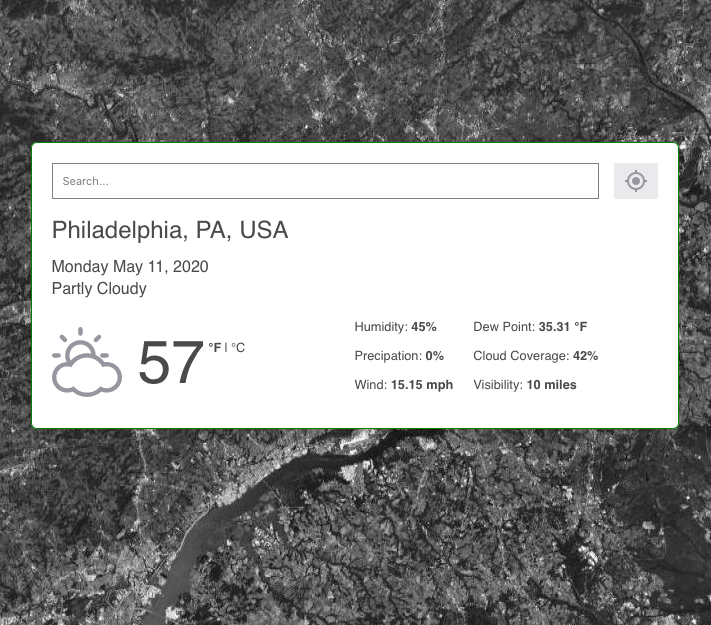 Search...
Philadelphia, PA, USA
Monday May 11, 2020
Partly Cloudy
57 °F | °C
Humidity: 45%
Dew Point: 35.31 °F
Precipation: 0%
Cloud Coverage: 42%
Wind: 15.15 mph
Visibility: 10 miles